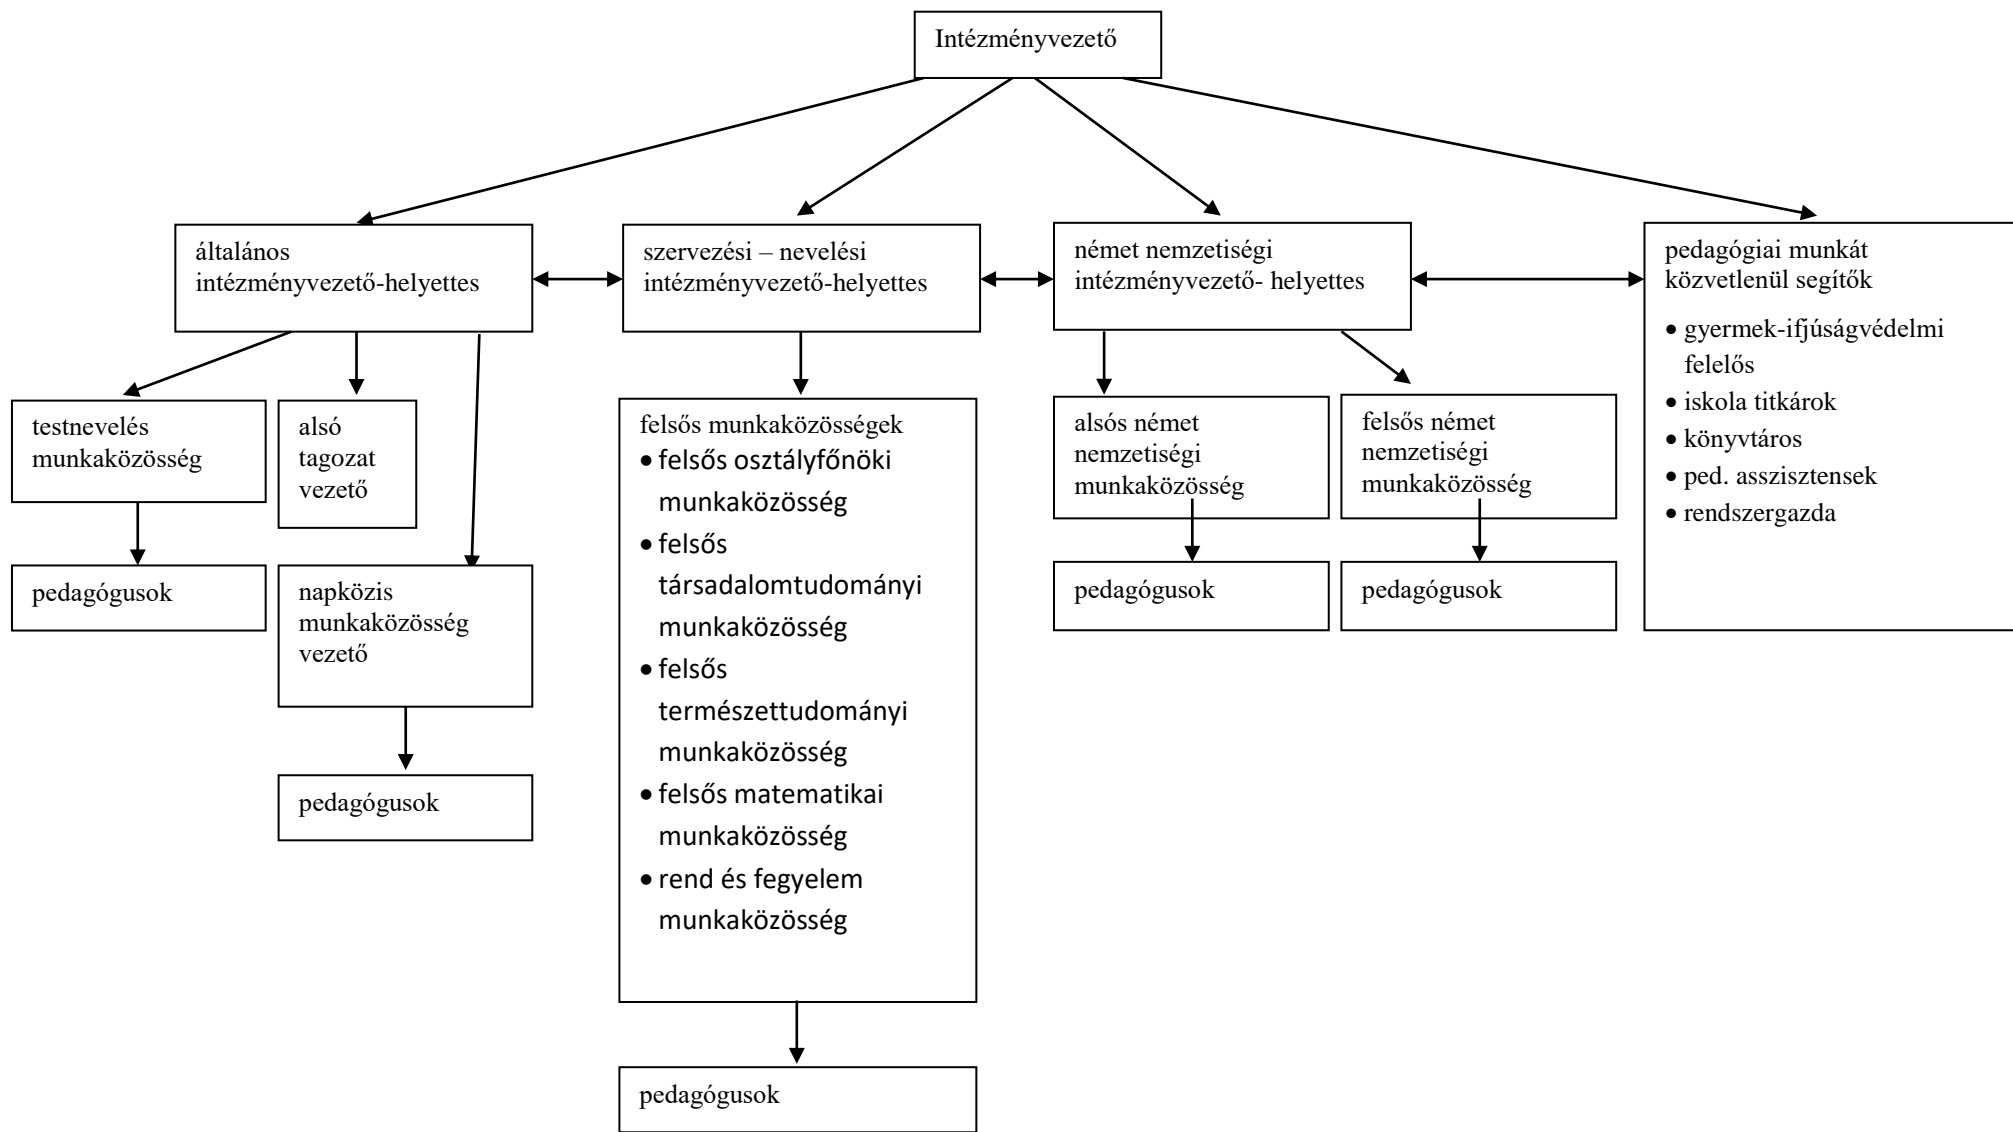 Intézményvezető
általános
intézményvezető-helyettes
szervezési – nevelési
intézményvezető-helyettes
német nemzetiségi
intézményvezető- helyettes
pedagógiai munkát
közvetlenül segítők
• gyermek-ifjúságvédelmi
felelős
• iskola titkárok
• könyvtáros
• ped. asszisztensek
• rendszergazda
testnevelés
munkaközösség
alsó
tagozat
vezető
felsős munkaközösségek
• felsős osztályfőnöki
munkaközösség
• felsős
társadalomtudományi
munkaközösség
• felsős
természettudományi
munkaközösség
• felsős matematikai
munkaközösség
• rend és fegyelem
munkaközösség
alsós német
nemzetiségi
munkaközösség
felsős német
nemzetiségi
munkaközösség
pedagógusok
napközis
munkaközösség
vezető
pedagógusok
pedagógusok
pedagógusok
pedagógusok